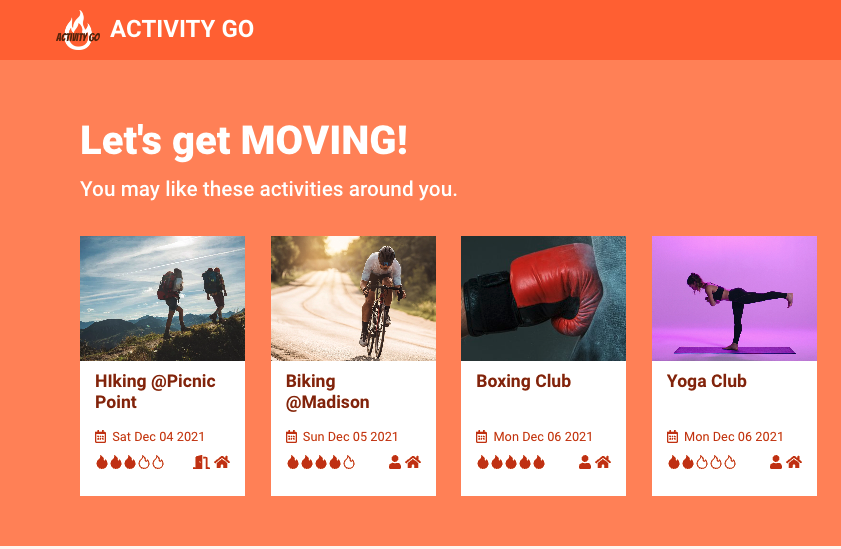 ACTIVITY GO
ACTIVITY GO
Let's get MOVING!
You may like these activities around you.
HIking @Picnic
Point
Sat Dec 04 2021
Biking
@Madison
Sun Dec 05 2021
Boxing Club
Mon Dec 06 2021
Yoga Club
Mon Dec 06 2021